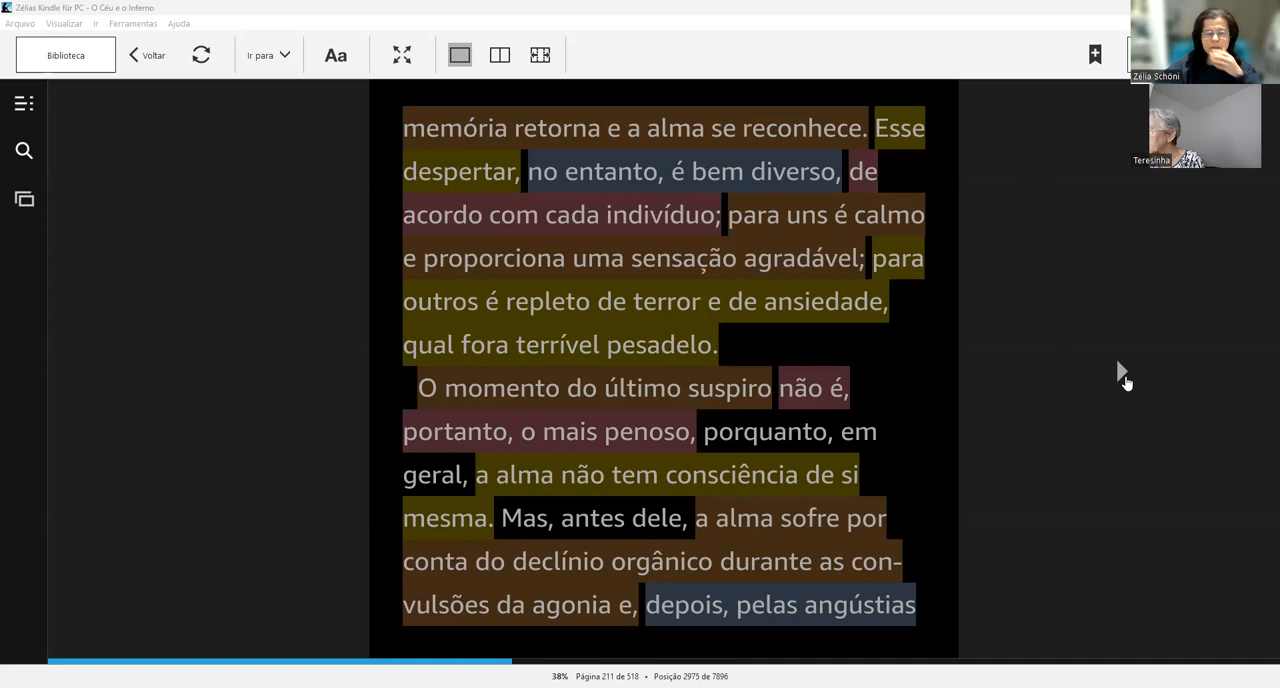 Zélias Kindle für PC - O Céu e o Inferno
Arquivo Visualizar Ir Ferramentas Ajuda
Biblioteca Voltar Ir para Aa
Zélia Schöni
Teresinha
memória retorna e a alma se reconhece. Esse
despertar, no entanto, é bem diverso, de
acordo com cada indivíduo; para uns é calmo
e proporciona uma sensação agradável; para
outros é repleto de terror e de ansiedade,
qual fora terrível pesadelo.
O momento do último suspiro não é,
portanto, o mais penoso, porquanto, em
geral, a alma não tem consciência de si
mesma. Mas, antes dele, a alma sofre por
conta do declínio orgânico durante as con-
vulsões da agonia e, depois, pelas angústias
38% Página 211 de 518 • Posição 2975 de 7896